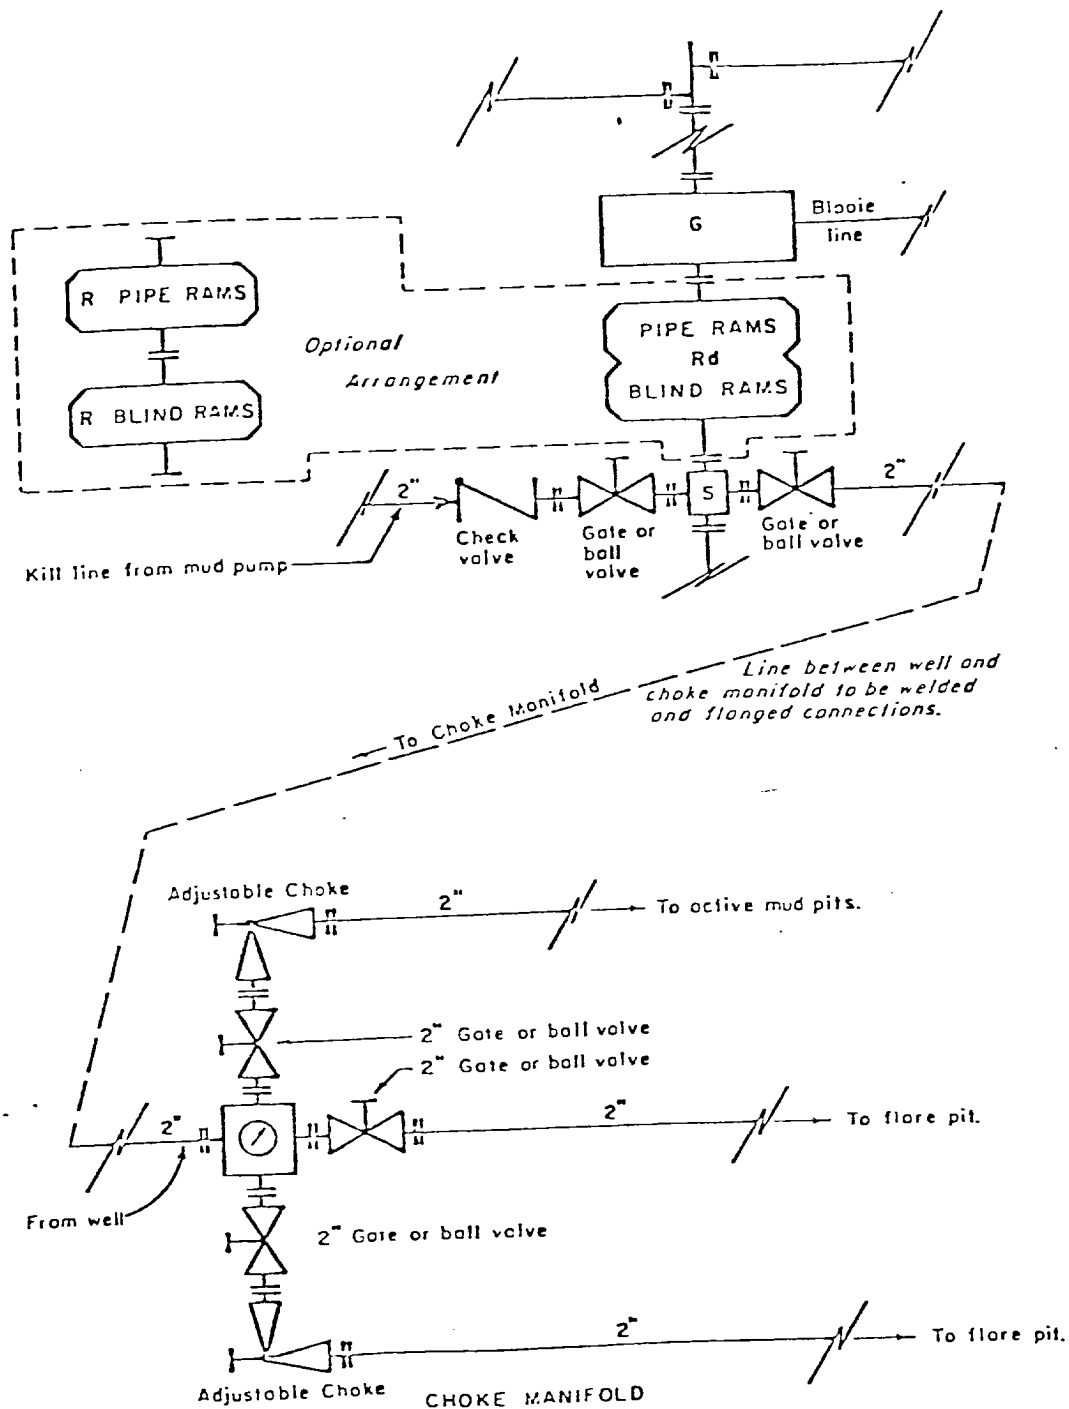 G
Blooie
line
R PIPE RAMS
R BLIND RAMS
Optional
Arrangement
PIPE RAMS
Rd
BLIND RAMS
2"
Check
valve
Gate or
ball
valve
S
Gate or
ball valve
2"
Kill line from mud pump
Line between well and
choke manifold to be welded
and flanged connections.
To Choke Manifold
Adjustable Choke
2"
To active mud pits.
2" Gate or ball valve
2" Gate or ball valve
2"
2"
To flare pit.
From well
2" Gate or ball valve
2"
To flare pit.
Adjustable Choke
CHOKE MANIFOLD